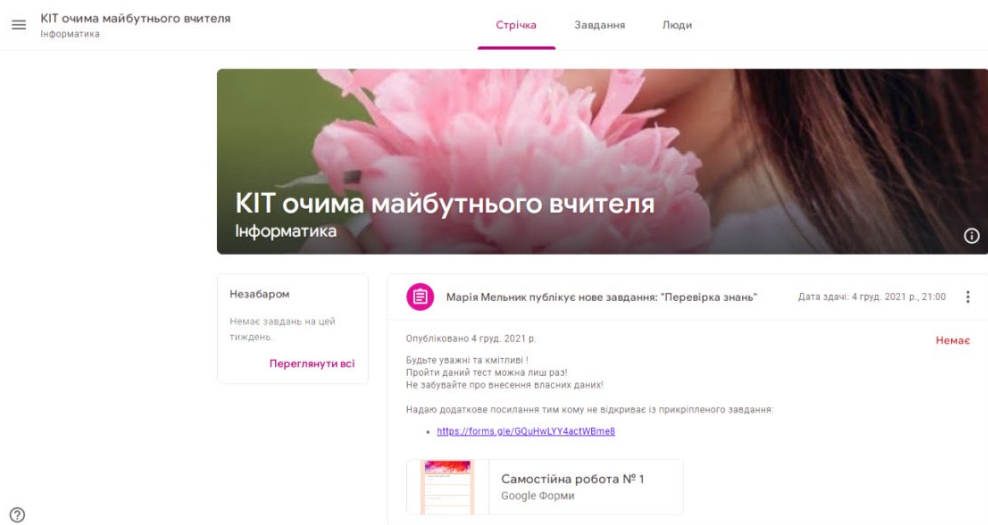 КІТ очима майбутнього вчителя
Інформатика
Стрічка
Завдання
Люди
КІТ очима майбутнього вчителя
Інформатика
Незабаром
Немає завдань на цей
тиждень.
Переглянути всі
Марія Мельник публікує нове завдання: "Перевірка знань"
Дата здачі: 4 груд. 2021 р., 21:00
Опубліковано 4 груд. 2021 р.
Немає
Будьте уважні та кмітливі !
Пройти даний тест можна лиш раз!
Не забувайте про внесення власних даних!
Надаю додаткове посилання тим кому не відкриває із прикріпленого завдання:
https://forms.gle/GQuHwLYY4actWBme8
Самостійна робота № 1
Google Форми